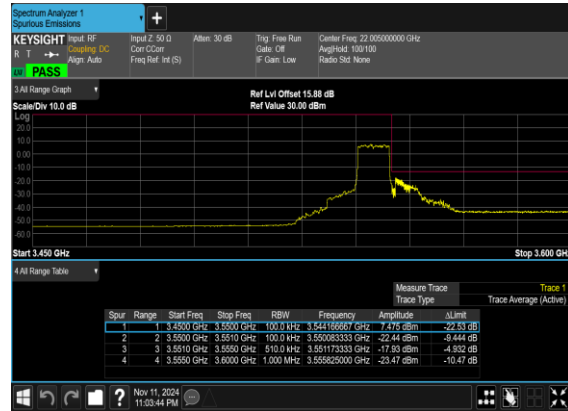 Spectrum Analyzer 1
Spurious Emissions
KEYSIGHT Input: RF Input Z: 50 Ω Atten: 30 dB Trig: Free Run Center Freq: 22.005000000 GHz
R T Coupling: DC Corr CCorr Gate: Off Avg|Hold: 100/100
Align: Auto Freq Ref: Int (S) IF Gain: Low Radio Std: None
PASS
3 All Range Graph
Ref Lvl Offset 15.88 dB
Scale/Div 10.0 dB Ref Value 30.00 dBm
Log
20.0
10.0
0.00
-10.0
-20.0
-30.0
-40.0
-50.0
-60.0
Start 3.450 GHz Stop 3.600 GHz
4 All Range Table
Measure Trace Trace 1
Trace Type Trace Average (Active)
Spur Range Start Freq Stop Freq RBW Frequency Amplitude ΔLimit
1 1 3.4500 GHz 3.5500 GHz 100.0 kHz 3.544166667 GHz 7.475 dBm -22.53 dB
2 2 3.5500 GHz 3.5510 GHz 100.0 kHz 3.550083333 GHz -22.44 dBm -9.444 dB
3 3 3.5510 GHz 3.5550 GHz 510.0 kHz 3.551173333 GHz -17.93 dBm -4.932 dB
4 4 3.5550 GHz 3.6000 GHz 1.000 MHz 3.555825000 GHz -23.47 dBm -10.47 dB
? Nov 11, 2024
11:03:44 PM